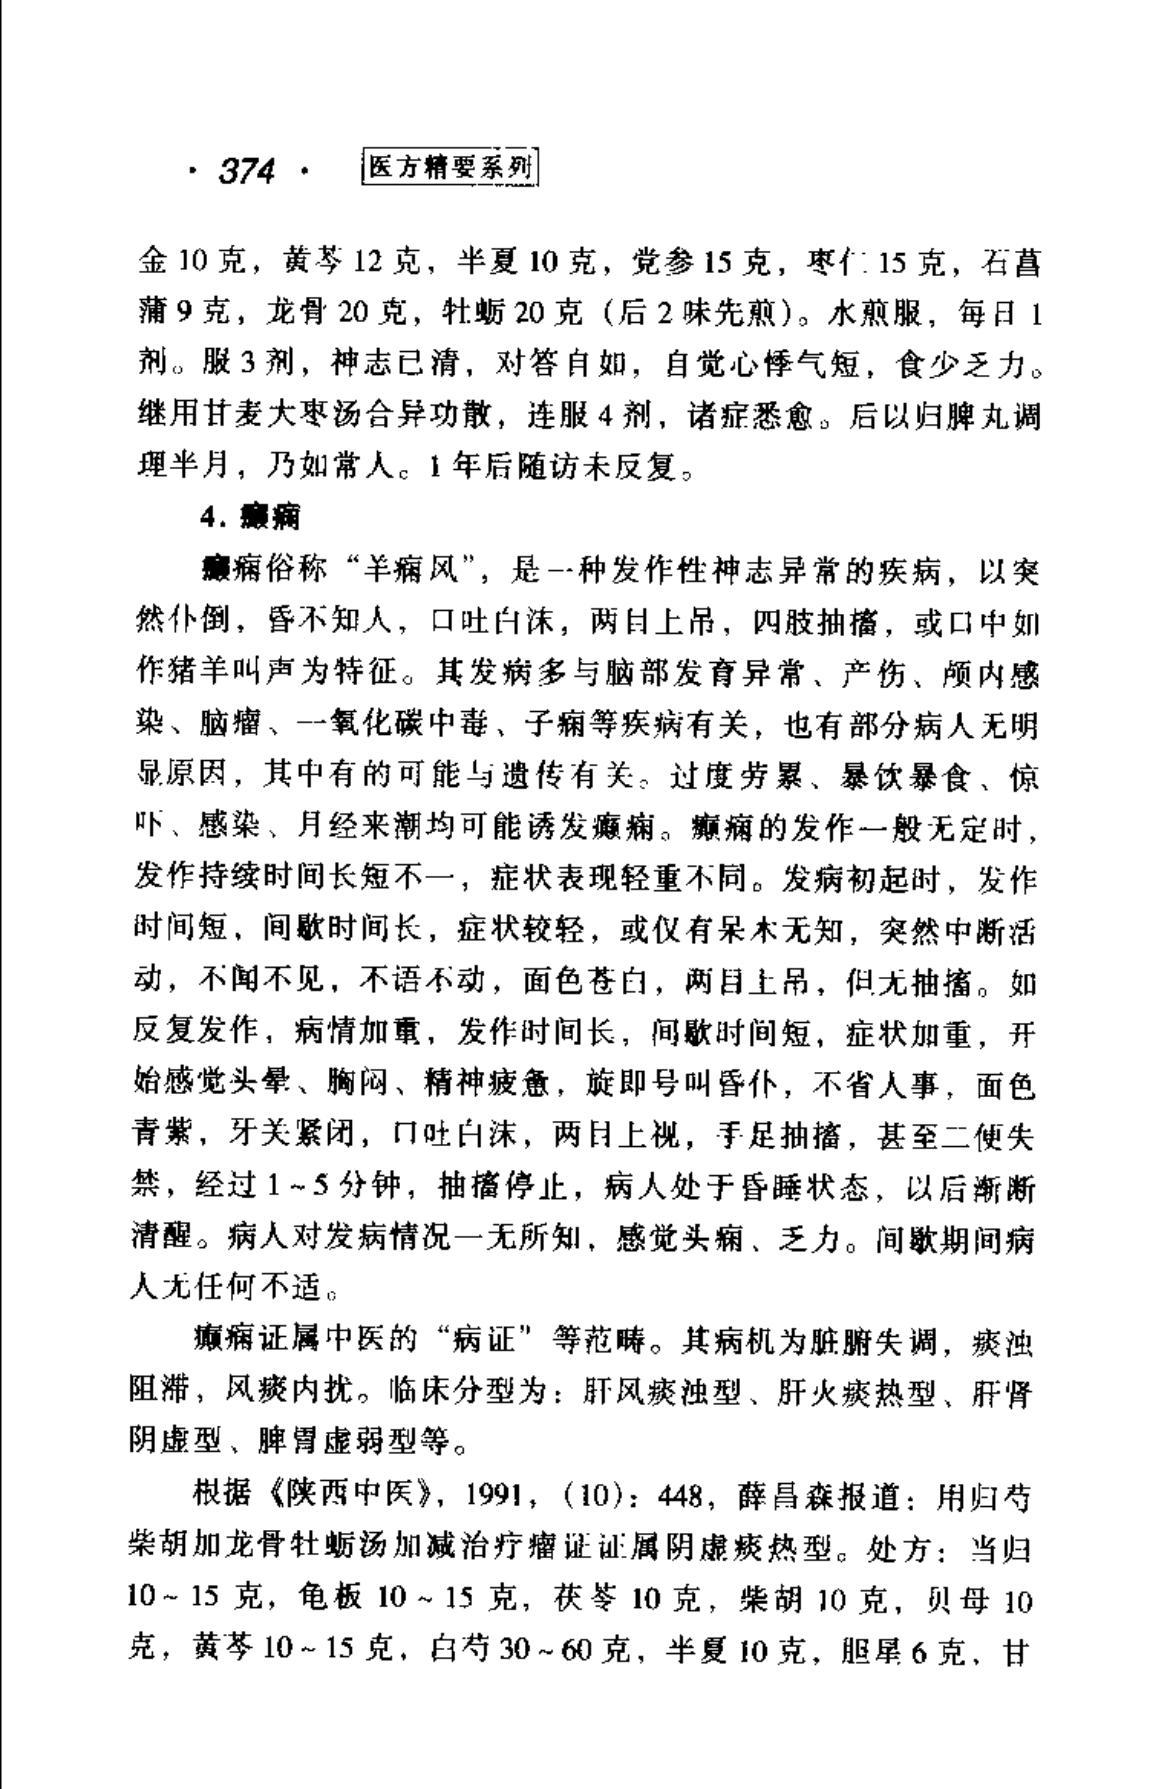 · 374 · 医方精要系列
金 10 克，黄芩 12 克，半夏 10 克，党参 15 克，枣仁 15 克，石菖
蒲 9 克，龙骨 20 克，牡蛎 20 克（后 2 味先煎）。水煎服，每日 1
剂。服 3 剂，神志已清，对答自如，自觉心悸气短，食少乏力。
继用甘麦大枣汤合异功散，连服 4 剂，诸症悉愈。后以归脾丸调
理半月，乃如常人。1 年后随访未反复。
4. 癫痫
癫痫俗称“羊痫风”，是一种发作性神志异常的疾病，以突
然仆倒，昏不知人，口吐白沫，两目上吊，四肢抽搐，或口中如
作猪羊叫声为特征。其发病多与脑部发育异常、产伤、颅内感
染、脑瘤、一氧化碳中毒、子痫等疾病有关，也有部分病人无明
显原因，其中有的可能与遗传有关。过度劳累、暴饮暴食、惊
吓、感染、月经来潮均可能诱发癫痫。癫痫的发作一般无定时，
发作持续时间长短不一，症状表现轻重不同。发病初起时，发作
时间短，间歇时间长，症状较轻，或仅有呆木无知，突然中断活
动，不闻不见，不语不动，面色苍白，两目上吊，但无抽搐。如
反复发作，病情加重，发作时间长，间歇时间短，症状加重，开
始感觉头晕、胸闷、精神疲惫，旋即号叫昏仆，不省人事，面色
青紫，牙关紧闭，口吐白沫，两目上视，手足抽搐，甚至二便失
禁，经过 1～5 分钟，抽搐停止，病人处于昏睡状态，以后渐断
清醒。病人对发病情况一无所知，感觉头痫、乏力。间歇期间病
人无任何不适。
癫痫证属中医的“病证”等范畴。其病机为脏腑失调，痰浊
阻滞，风痰内扰。临床分型为：肝风痰浊型、肝火痰热型、肝肾
阴虚型、脾胃虚弱型等。
根据《陕西中医》，1991，（10）：448，薛昌森报道：用归芍
柴胡加龙骨牡蛎汤加减治疗瘤证证属阴虚痰热型。处方：当归
10～15 克，龟板 10～15 克，茯苓 10 克，柴胡 10 克，贝母 10
克，黄芩 10～15 克，白芍 30～60 克，半夏 10 克，胆星 6 克，甘